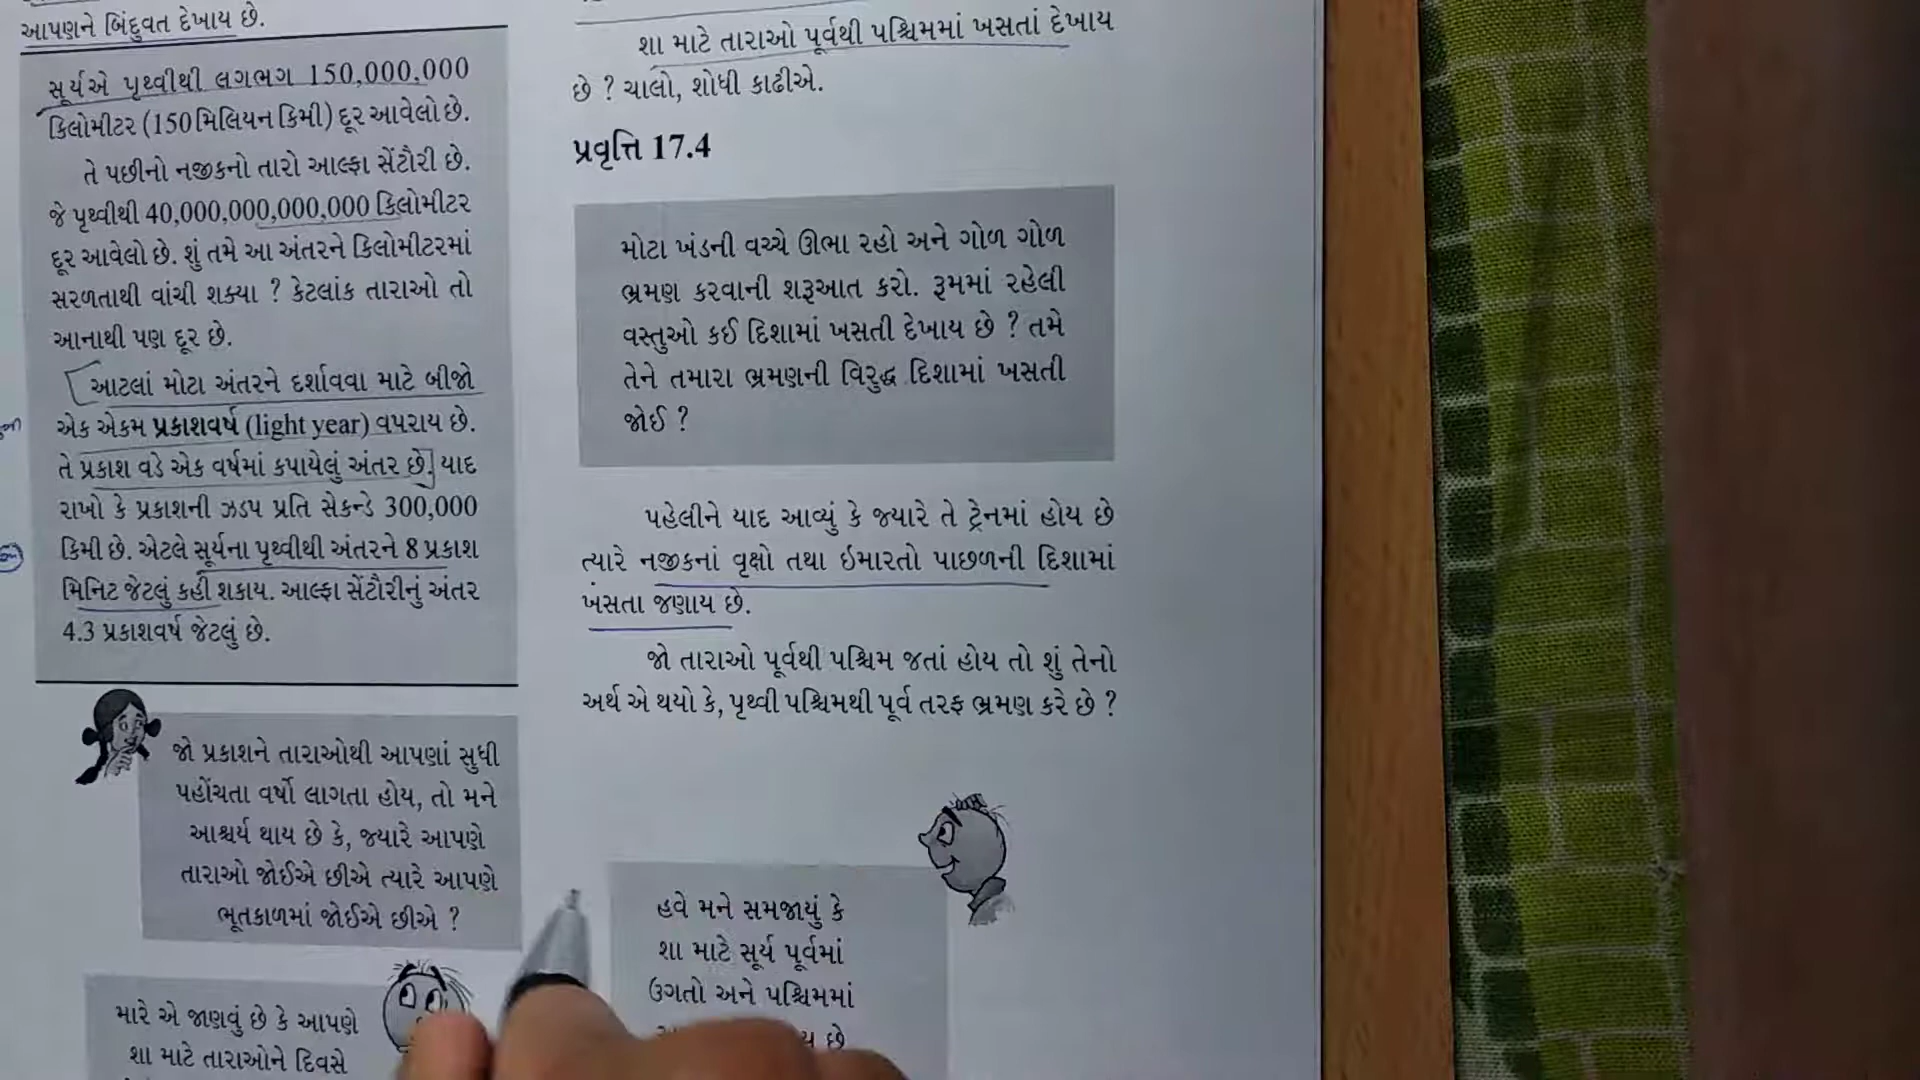 આપણને બિંદુવત દેખાય છે.
સૂર્યએ પૃથ્વીથી લગભગ 150,000,000
કિલોમીટર (150 મિલિયન કિમી) દૂર આવેલો છે.
તે પછીનો નજીકનો તારો આલ્ફા સેંટૌરી છે.
જે પૃથ્વીથી 40,000,000,000,000 કિલોમીટર
દૂર આવેલો છે. શું તમે આ અંતરને કિલોમીટરમાં
સરળતાથી વાંચી શક્યા ? કેટલાંક તારાઓ તો
આનાથી પણ દૂર છે.
આટલાં મોટા અંતરને દર્શાવવા માટે બીજો
એક એકમ પ્રકાશવર્ષ (light year) વપરાય છે.
તે પ્રકાશ વડે એક વર્ષમાં કપાયેલું અંતર છે. યાદ
રાખો કે પ્રકાશની ઝડપ પ્રતિ સેકન્ડે 300,000
કિમી છે. એટલે સૂર્યના પૃથ્વીથી અંતરને 8 પ્રકાશ
મિનિટ જેટલું કહી શકાય. આલ્ફા સેંટૌરીનું અંતર
4.3 પ્રકાશવર્ષ જેટલું છે.
જો પ્રકાશને તારાઓથી આપણાં સુધી
પહોંચતા વર્ષો લાગતા હોય, તો મને
આશ્ચર્ય થાય છે કે, જ્યારે આપણે
તારાઓ જોઈએ છીએ ત્યારે આપણે
ભૂતકાળમાં જોઈએ છીએ ?
મારે એ જાણવું છે કે આપણે
શા માટે તારાઓને દિવસે
શા માટે તારાઓ પૂર્વથી પશ્ચિમમાં ખસતાં દેખાય
છે ? ચાલો, શોધી કાઢીએ.
પ્રવૃત્તિ 17.4
મોટા ખંડની વચ્ચે ઊભા રહો અને ગોળ ગોળ
ભ્રમણ કરવાની શરૂઆત કરો. રૂમમાં રહેલી
વસ્તુઓ કઈ દિશામાં ખસતી દેખાય છે ? તમે
તેને તમારા ભ્રમણની વિરુદ્ધ દિશામાં ખસતી
જોઈ ?
પહેલીને યાદ આવ્યું કે જ્યારે તે ટ્રેનમાં હોય છે
ત્યારે નજીકનાં વૃક્ષો તથા ઇમારતો પાછળની દિશામાં
ખસતા જણાય છે.
જો તારાઓ પૂર્વથી પશ્ચિમ જતાં હોય તો શું તેનો
અર્થ એ થયો કે, પૃથ્વી પશ્ચિમથી પૂર્વ તરફ ભ્રમણ કરે છે ?
હવે મને સમજાયું કે
શા માટે સૂર્ય પૂર્વમાં
ઉગતો અને પશ્ચિમમાં
છે